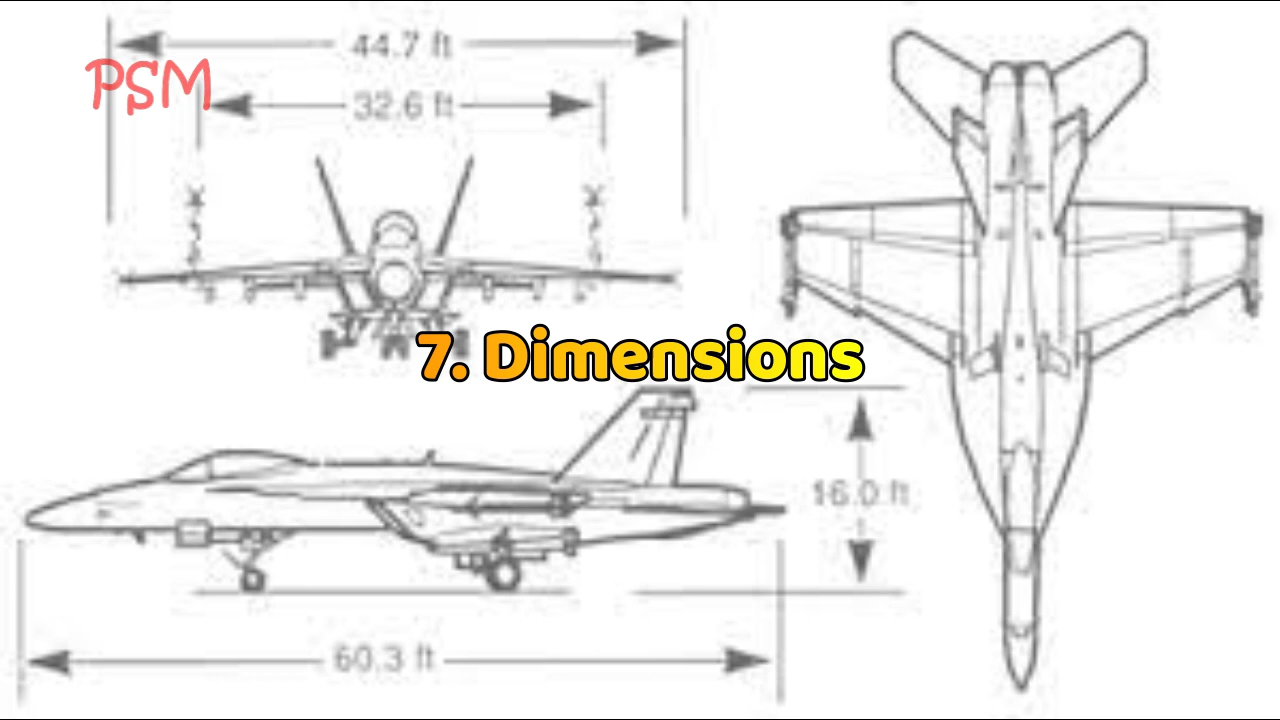 44.7 ft
PSM
32.6 ft
7. Dimensions
16.0 ft
60.3 ft